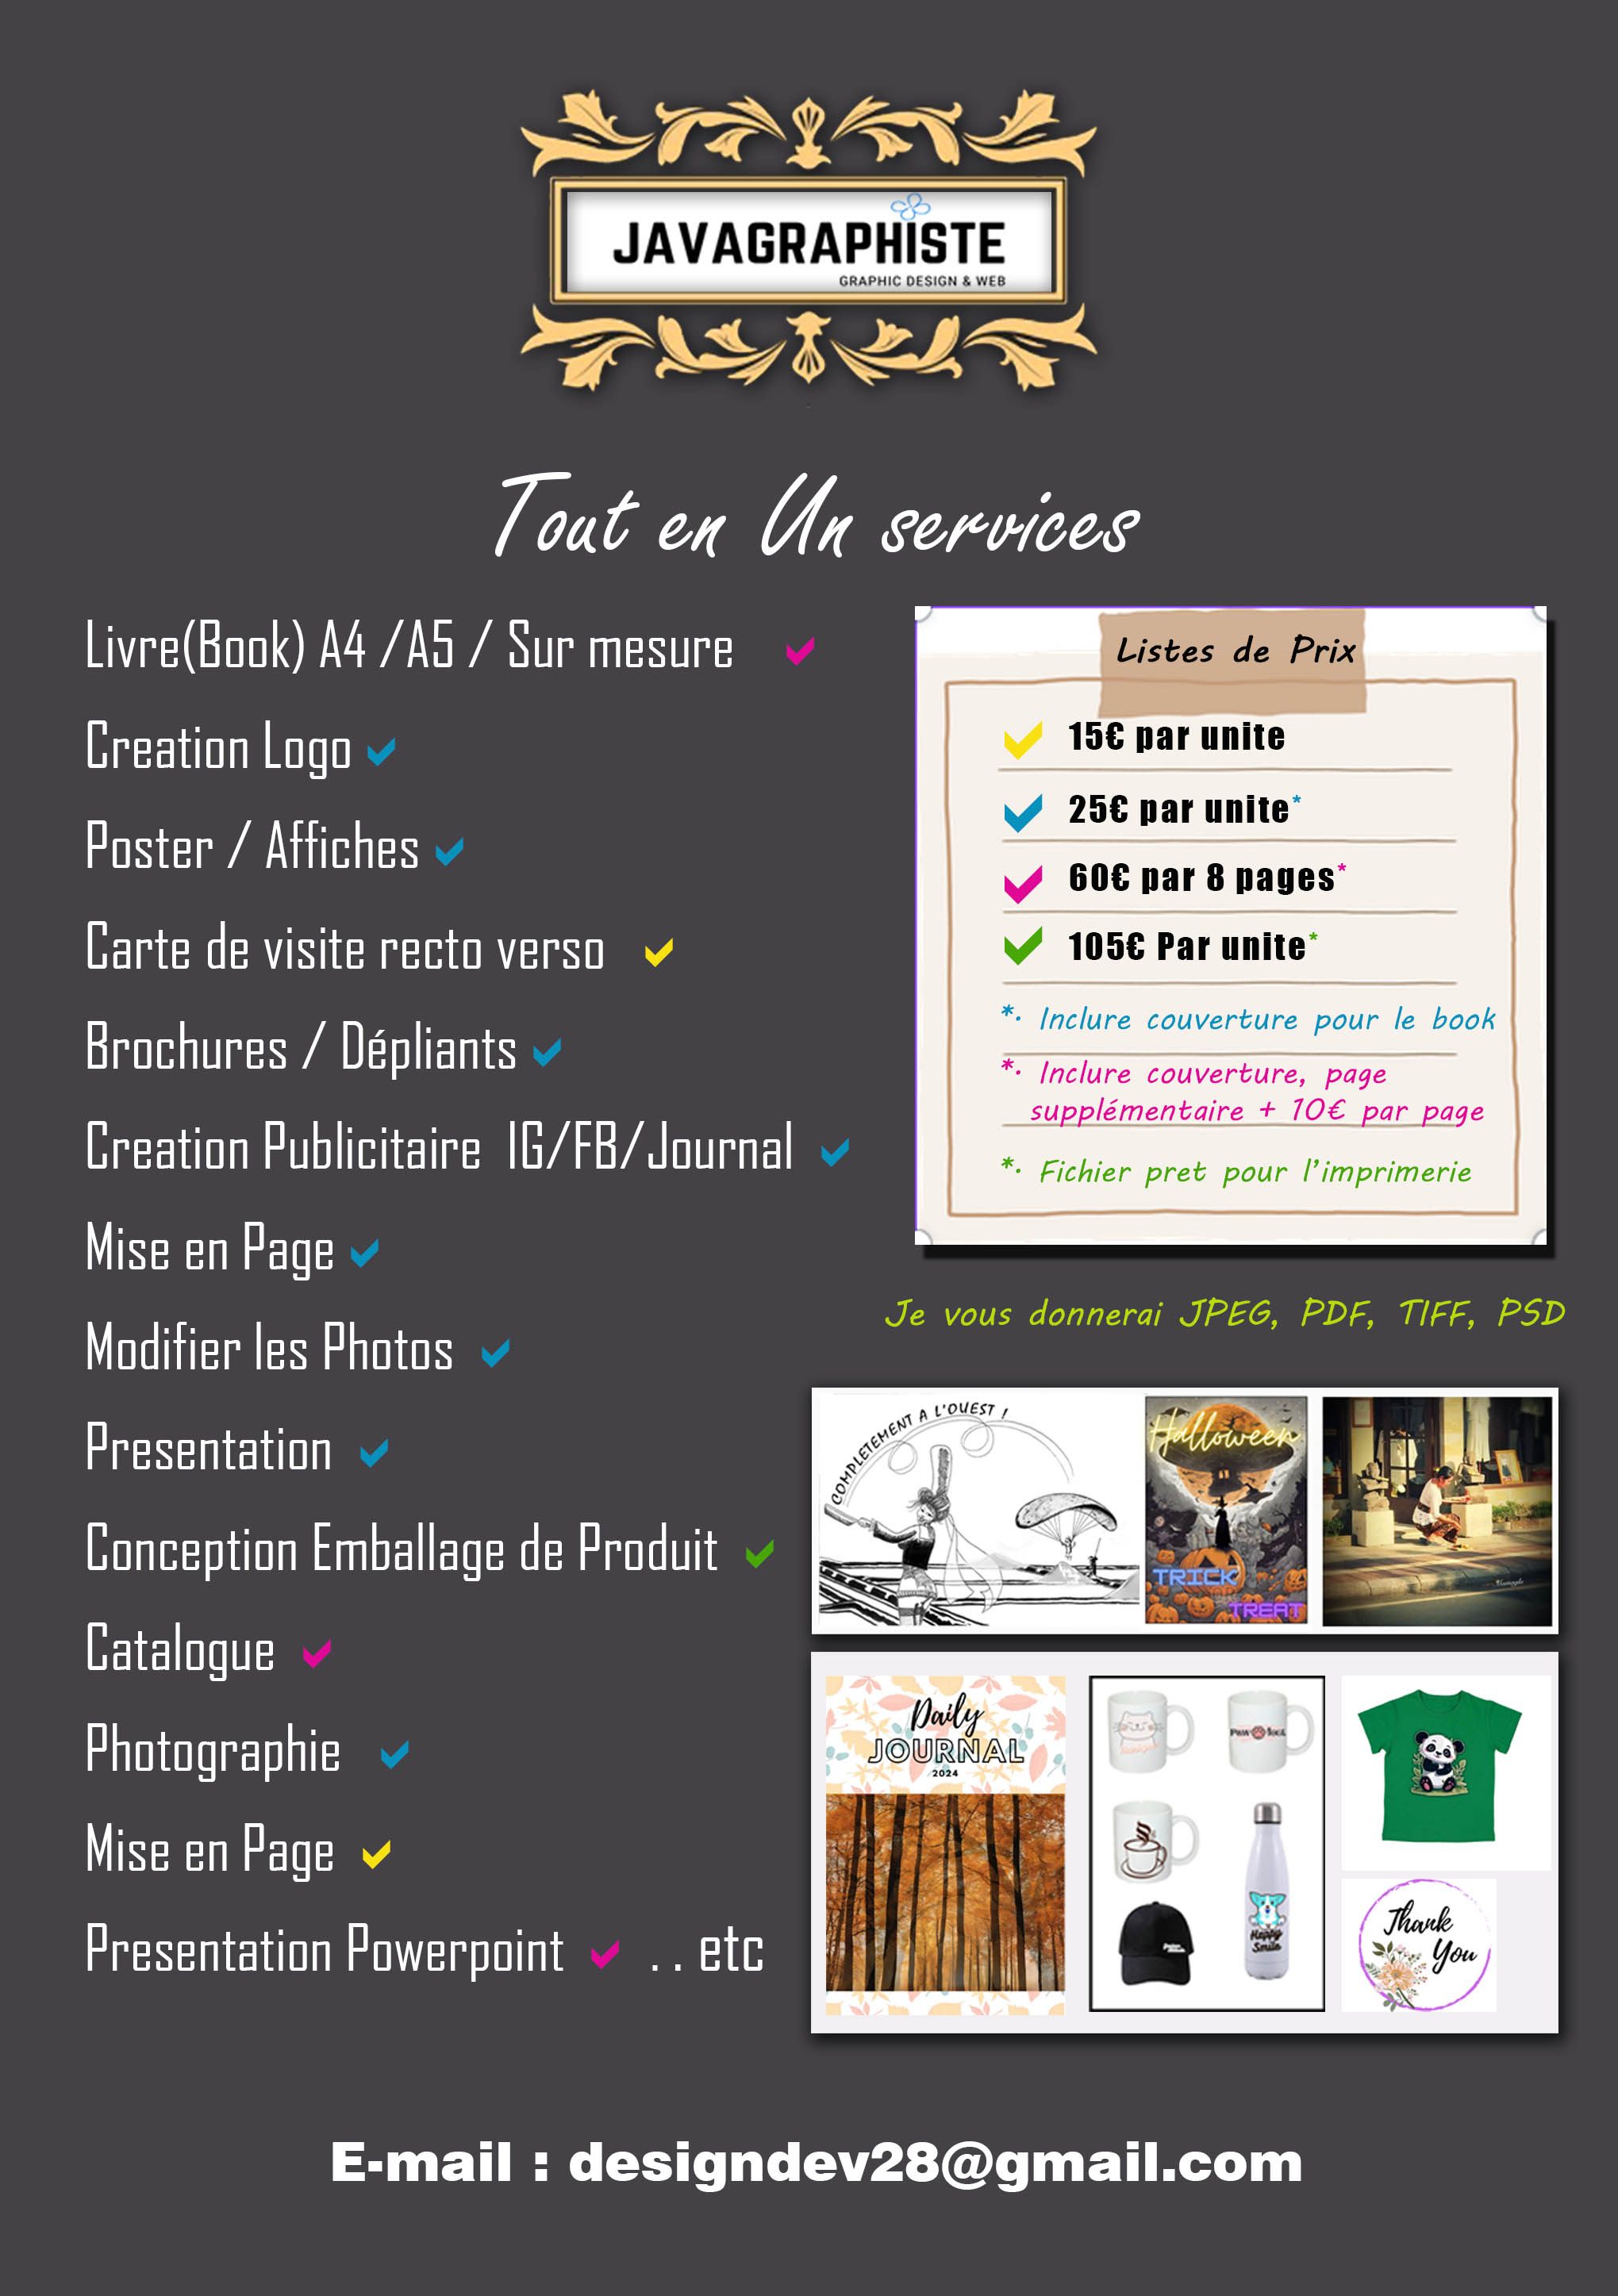 JAVAGRAPHISTE
GRAPHIC DESIGN & WEB
Tout en Un services
Livre(Book) A4 /A5 / Sur mesure
Creation Logo
Poster / Affiches
Carte de visite recto verso
Brochures / Dépliants
Creation Publicitaire IG/FB/Journal
Mise en Page
Modifier les Photos
Presentation
Conception Emballage de Produit
Catalogue
Photographie
Mise en Page
Presentation Powerpoint . . etc
Listes de Prix
15€ par unite
25€ par unite*
60€ par 8 pages*
105€ Par unite*
*. Inclure couverture pour le book
*. Inclure couverture, page
supplémentaire + 10€ par page
*. Fichier pret pour l'imprimerie
Je vous donnerai JPEG, PDF, TIFF, PSD
COMPLETEMENT A L'OUEST !
Halloween
TRICK
TREAT
Daily
JOURNAL
2024
Happy
Smile
Thank
You
E-mail : designdev28@gmail.com